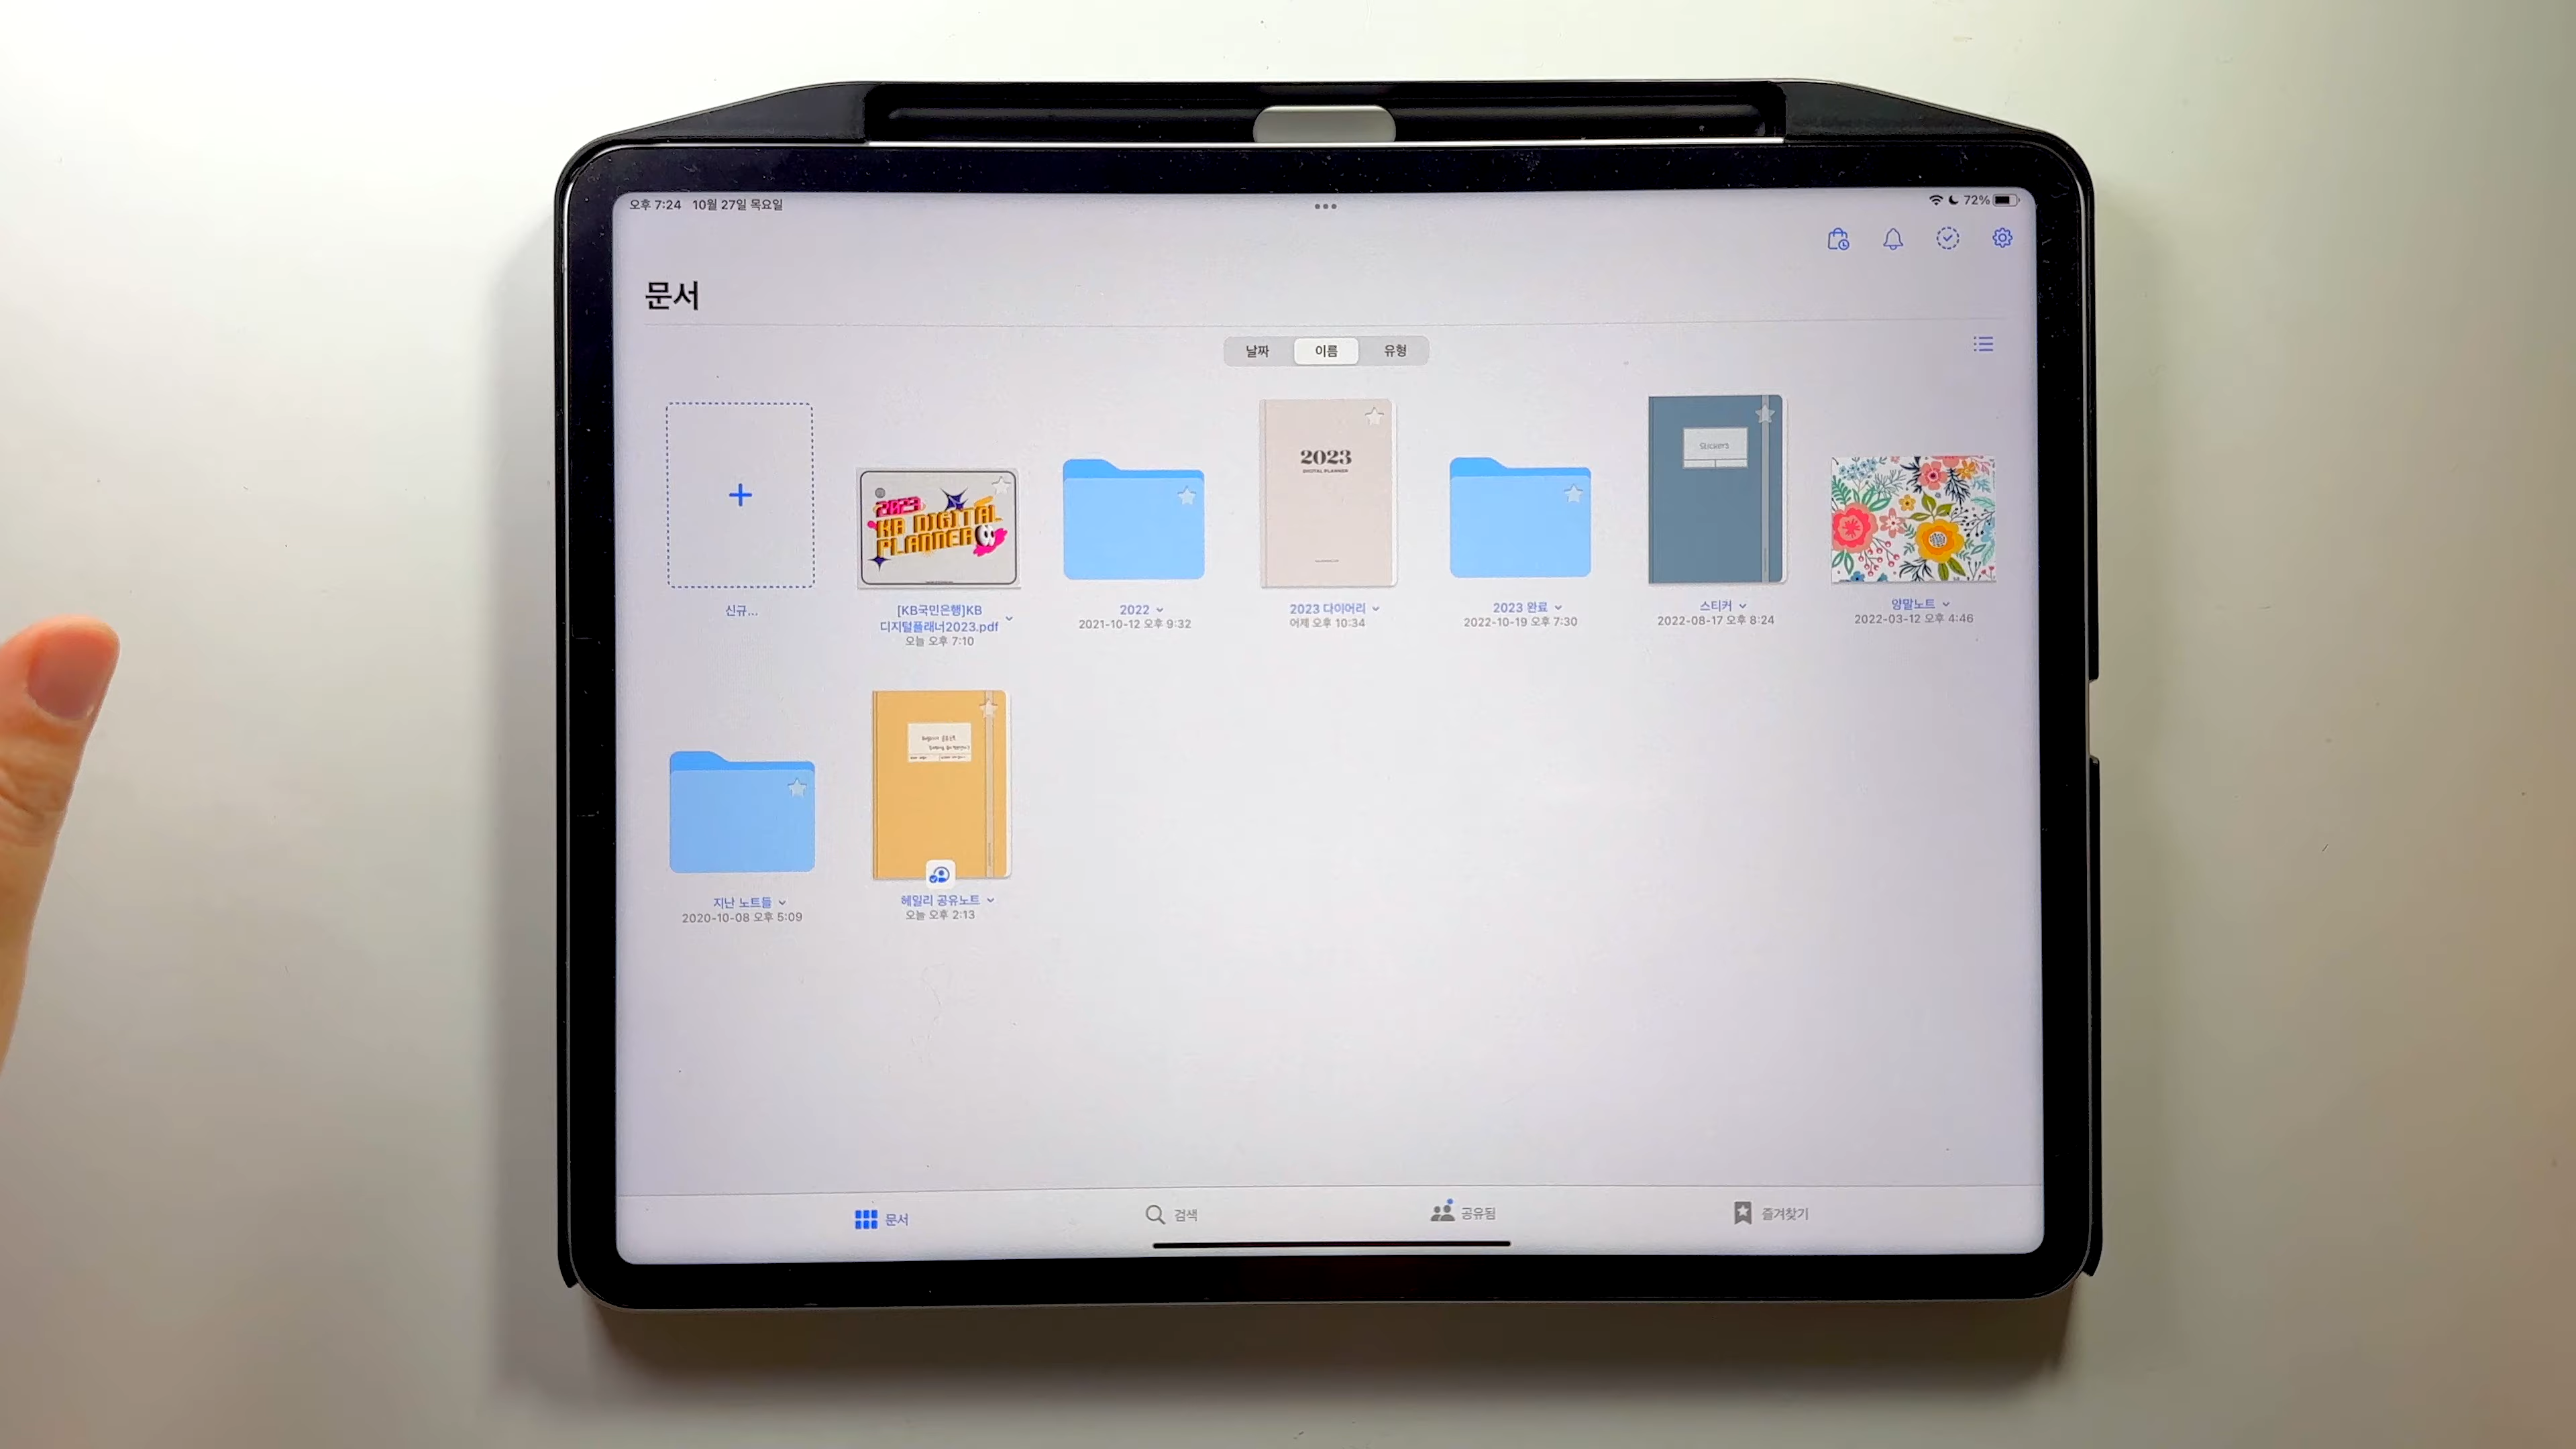 오후 7:24 10월 27일 목요일
72%
문서
날짜 이름 유형
2023
KB DIGITAL
PLANNER
2023
DIGITAL PLANNER
Stickers
신규...
[KB국민은행]KB
디지털플래너2023.pdf
오늘 오후 7:10
2022
2021-10-12 오후 9:32
2023 다이어리
어제 오후 10:34
2023 완료
2022-10-19 오후 7:30
스티커
2022-08-17 오후 8:24
양말노트
2022-03-12 오후 4:46
지난 노트들
2020-10-08 오후 5:09
헤일리 공유노트
오늘 오후 2:13
문서
검색
공유됨
즐겨찾기